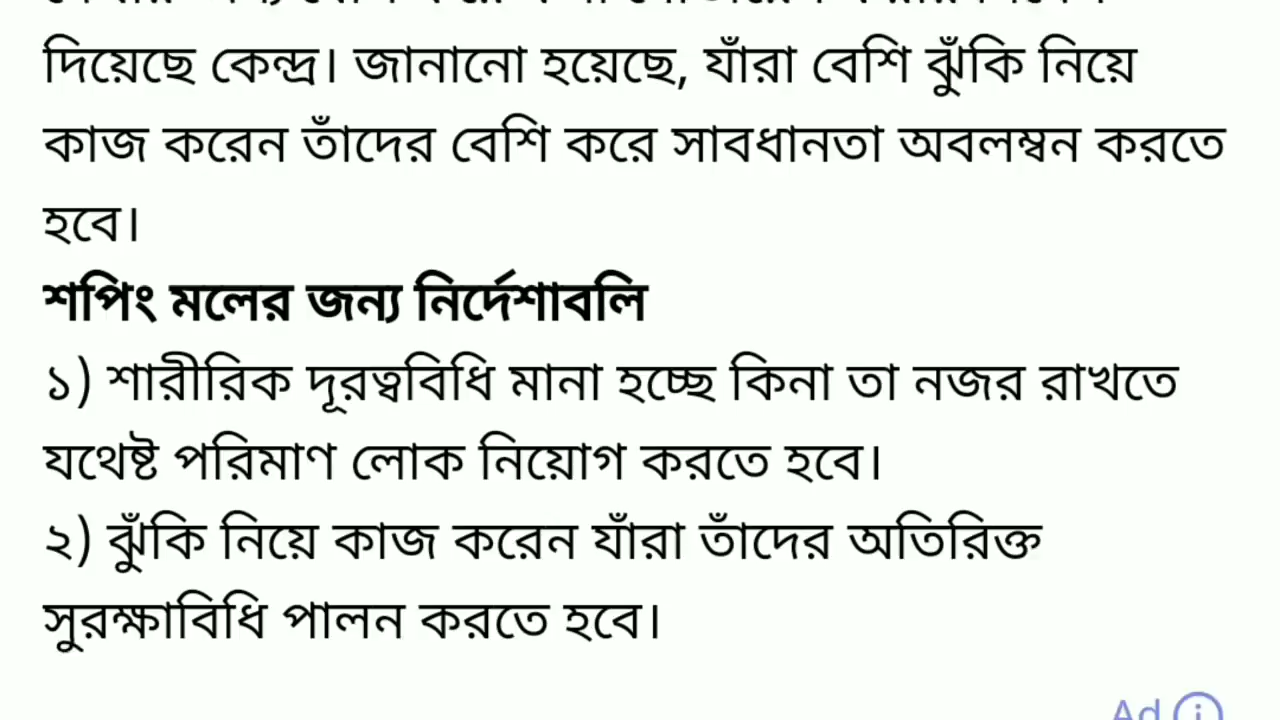 দিয়েছে কেন্দ্র। জানানো হয়েছে, যাঁরা বেশি ঝুঁকি নিয়ে
কাজ করেন তাঁদের বেশি করে সাবধানতা অবলম্বন করতে
হবে।
শপিং মলের জন্য নির্দেশাবলি
১) শারীরিক দূরত্ববিধি মানা হচ্ছে কিনা তা নজর রাখতে
যথেষ্ট পরিমাণ লোক নিয়োগ করতে হবে।
২) ঝুঁকি নিয়ে কাজ করেন যাঁরা তাঁদের অতিরিক্ত
সুরক্ষাবিধি পালন করতে হবে।
Ad